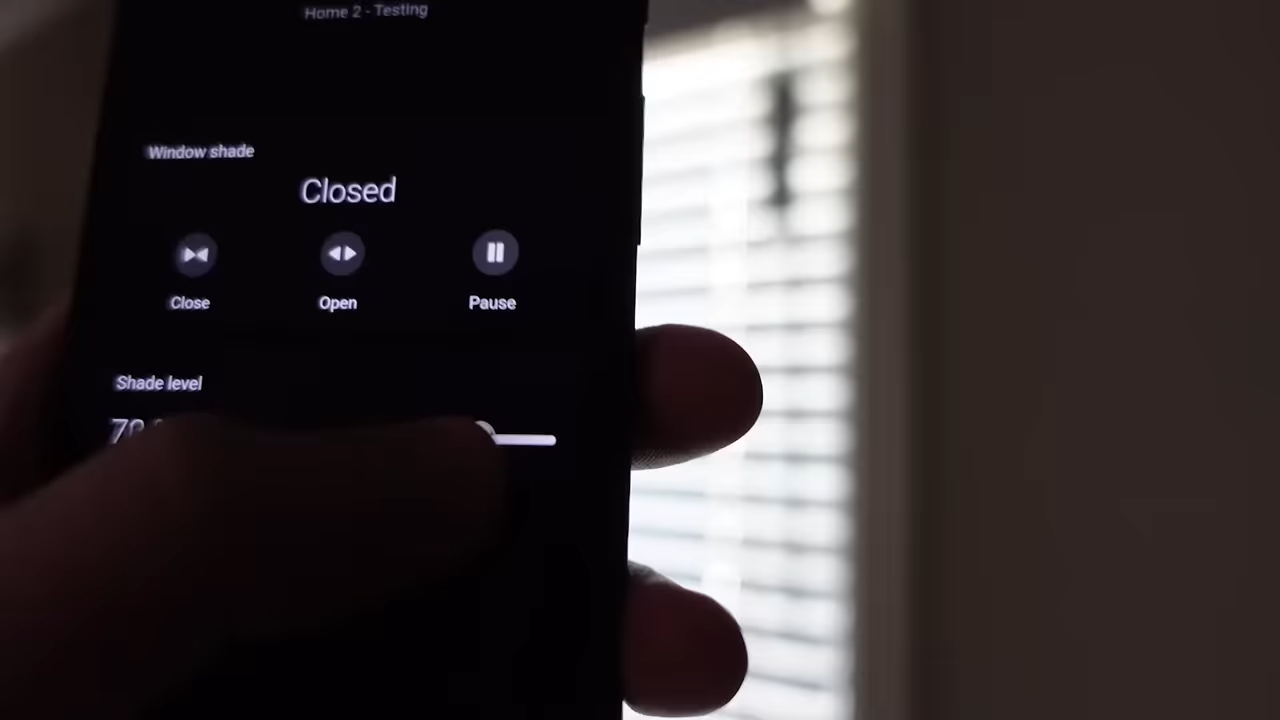 Home 2 - Testing
Window shade
Closed
Close
Open
Pause
Shade level